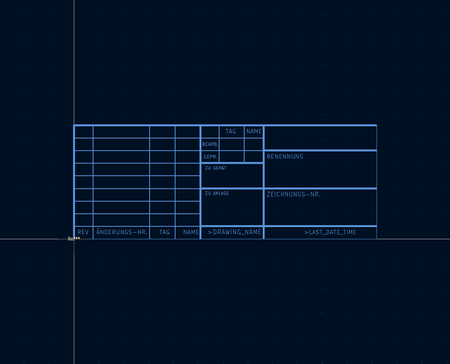 TAG NAME
BEARB.
GEPR.
BENENNUNG
ZU GERÄT
ZU ANLAGE
ZEICHNUNGS-NR.
REV ÄNDERUNGS-NR. TAG NAME >DRAWING_NAME >LAST_DATE_TIME